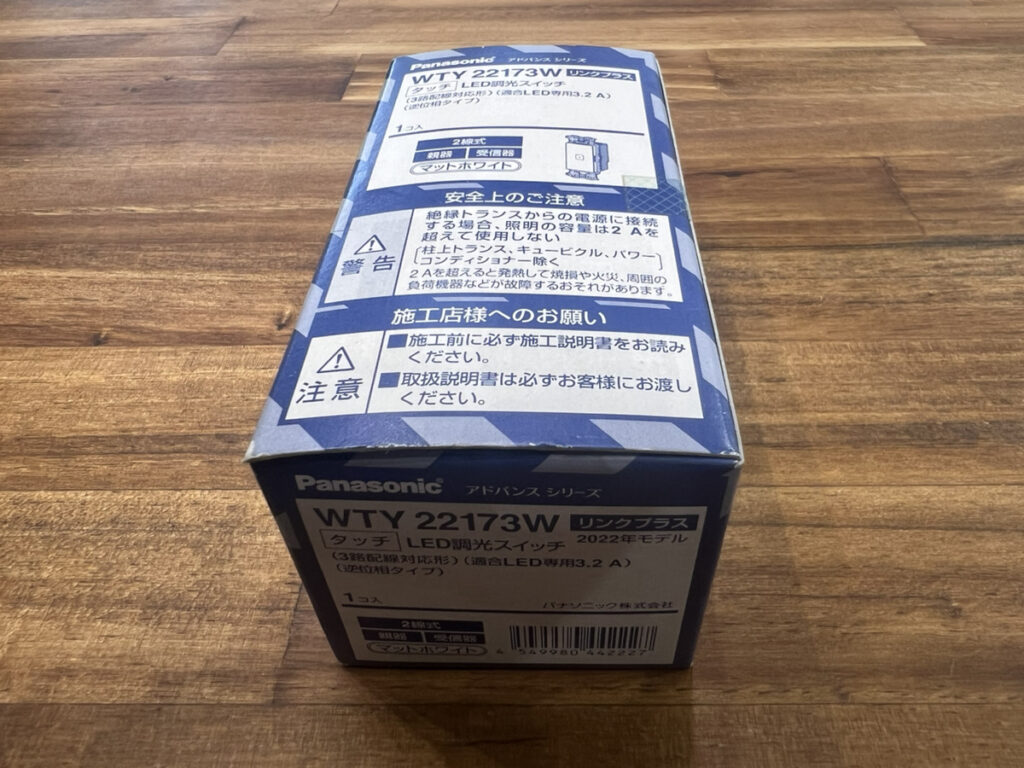 Panasonic アドバンス シリーズ
WTY 22173W リンクプラス
タッチ LED調光スイッチ
(3路配線対応形)(適合LED専用3.2 A)
(逆位相タイプ)
1コ入
2線式
親器 受信器
マットホワイト
安全上のご注意
警告
絶縁トランスからの電源に接続
する場合、照明の容量は2 Aを
超えて使用しない
柱上トランス、キュービクル、パワー
コンディショナー除く
2 Aを超えると発熱して焼損や火災、周囲の
負荷機器などが故障するおそれがあります。
施工店様へのお願い
注意
■施工前に必ず施工説明書をお読み
ください。
■取扱説明書は必ずお客様にお渡し
ください。
Panasonic アドバンス シリーズ
WTY 22173W リンクプラス
タッチ LED調光スイッチ 2022年モデル
(3路配線対応形)(適合LED専用3.2 A)
(逆位相タイプ)
1コ入 パナソニック株式会社
2線式
親器 受信器
マットホワイト
4 549980 442227